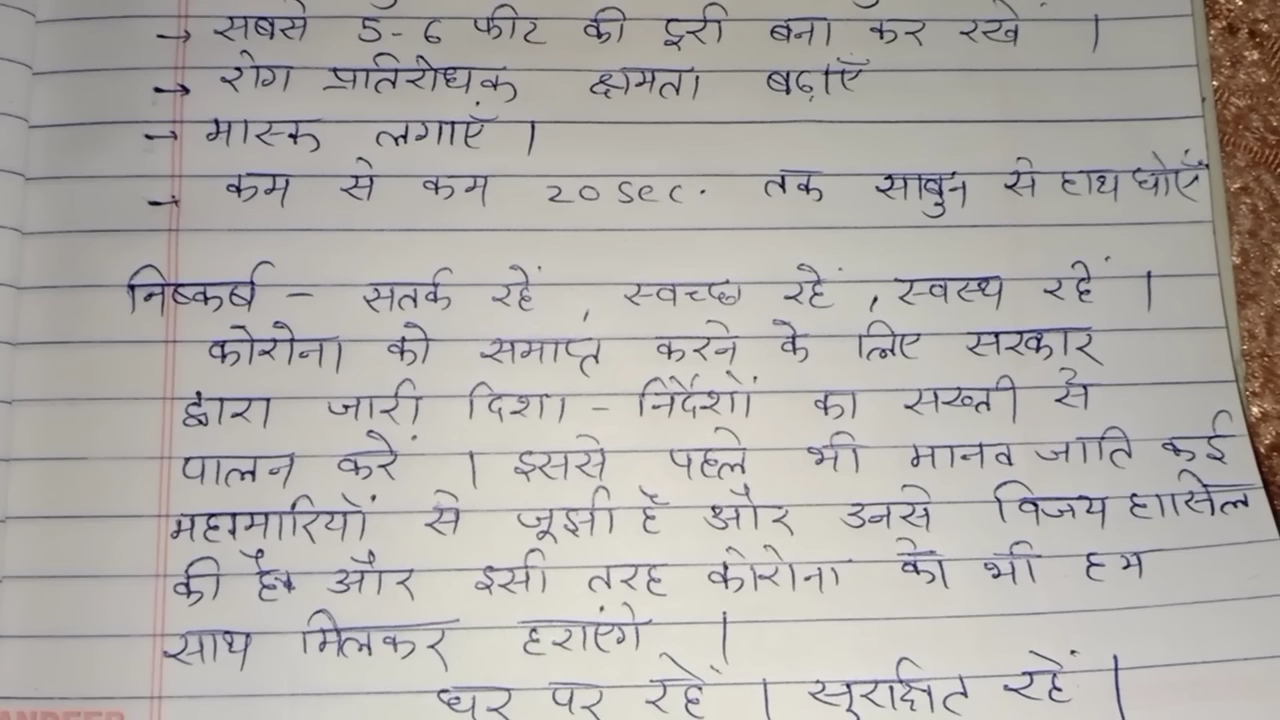 → सबसे 5-6 फीट की दूरी बना कर रखें ।
→ रोग प्रतिरोधक क्षमता बढ़ाएँ
→ मास्क लगाएँ ।
→ कम से कम 20 sec. तक साबुन से हाथ धोएँ
निष्कर्ष – सतर्क रहें , स्वच्छ रहें , स्वस्थ रहें ।
कोरोना को समाप्त करने के लिए सरकार
द्वारा जारी दिशा – निर्देशों का सख्ती से
पालन करें । इससे पहले भी मानव जाति कई
महामारियों से जूझी है और उनसे विजय हासिल
की है और इसी तरह कोरोना को भी हम
साथ मिलकर हराएंगे ।
घर पर रहें । सुरक्षित रहें ।